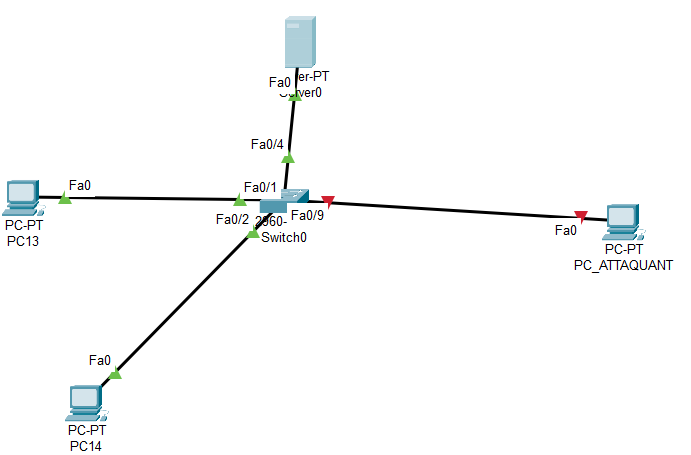 Fa0
er-PT
erver0
Fa0/4
Fa0
Fa0/1
PC-PT
PC13
Fa0/2
2960-
Fa0/9
Switch0
Fa0
PC-PT
PC_ATTAQUANT
Fa0
PC-PT
PC14